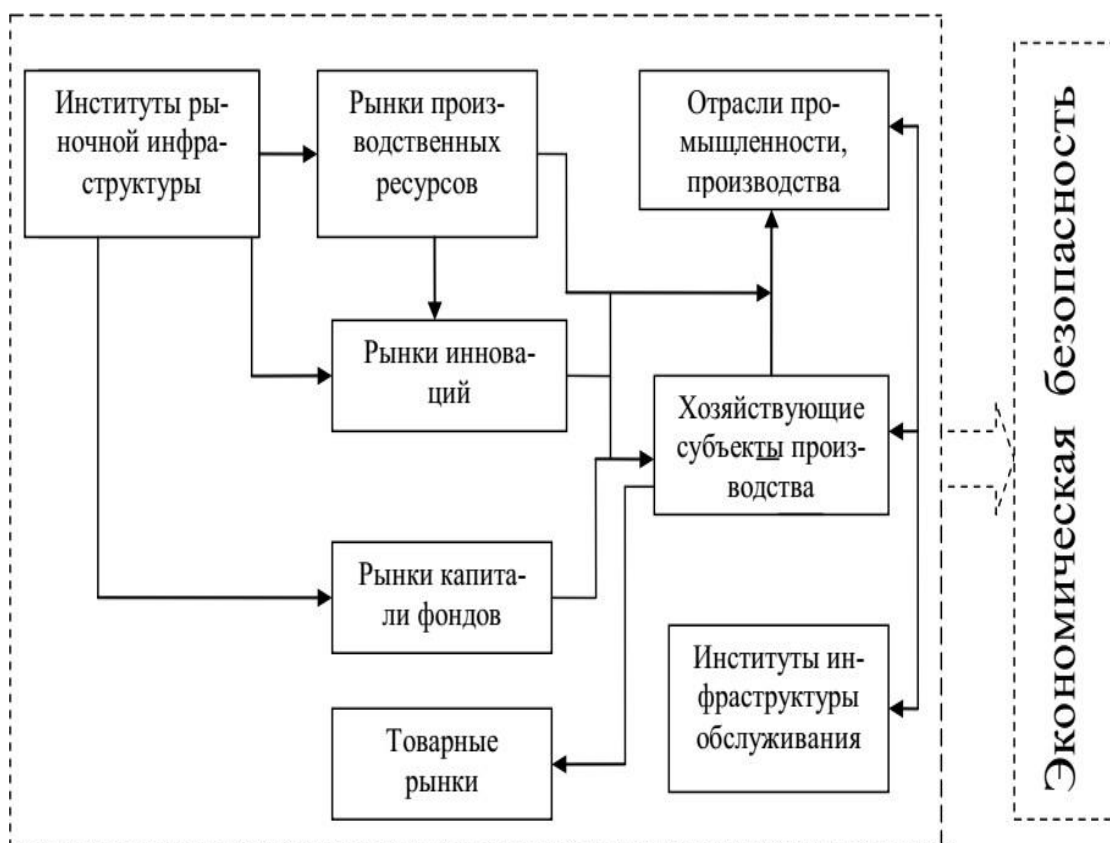 Институты ры-
ночной инфра-
структуры
Рынки произ-
водственных
ресурсов
Отрасли про-
мышленности,
производства
Рынки иннова-
ций
Хозяйствующие
субъекты произ-
водства
Рынки капита-
ли фондов
Институты ин-
фраструктуры
обслуживания
Товарные
рынки
Экономическая безопасность